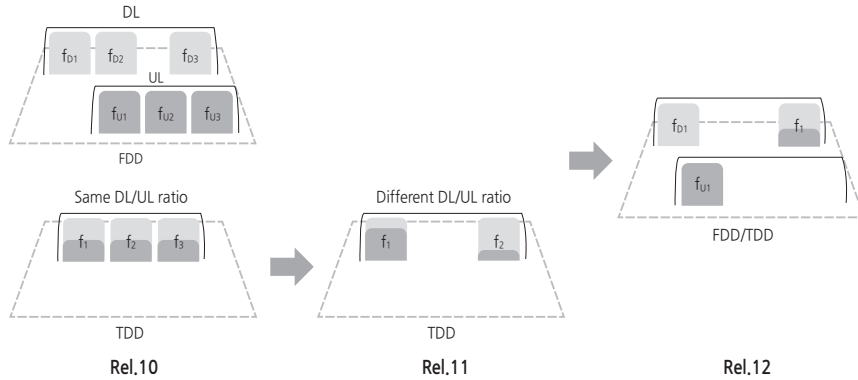 DL
fD1 fD2 fD3
UL
fU1 fU2 fU3
FDD
Same DL/UL ratio
f1 f2 f3
TDD
Rel.10
Different DL/UL ratio
f1 f2
TDD
Rel.11
fD1 f1
fU1
FDD/TDD
Rel.12